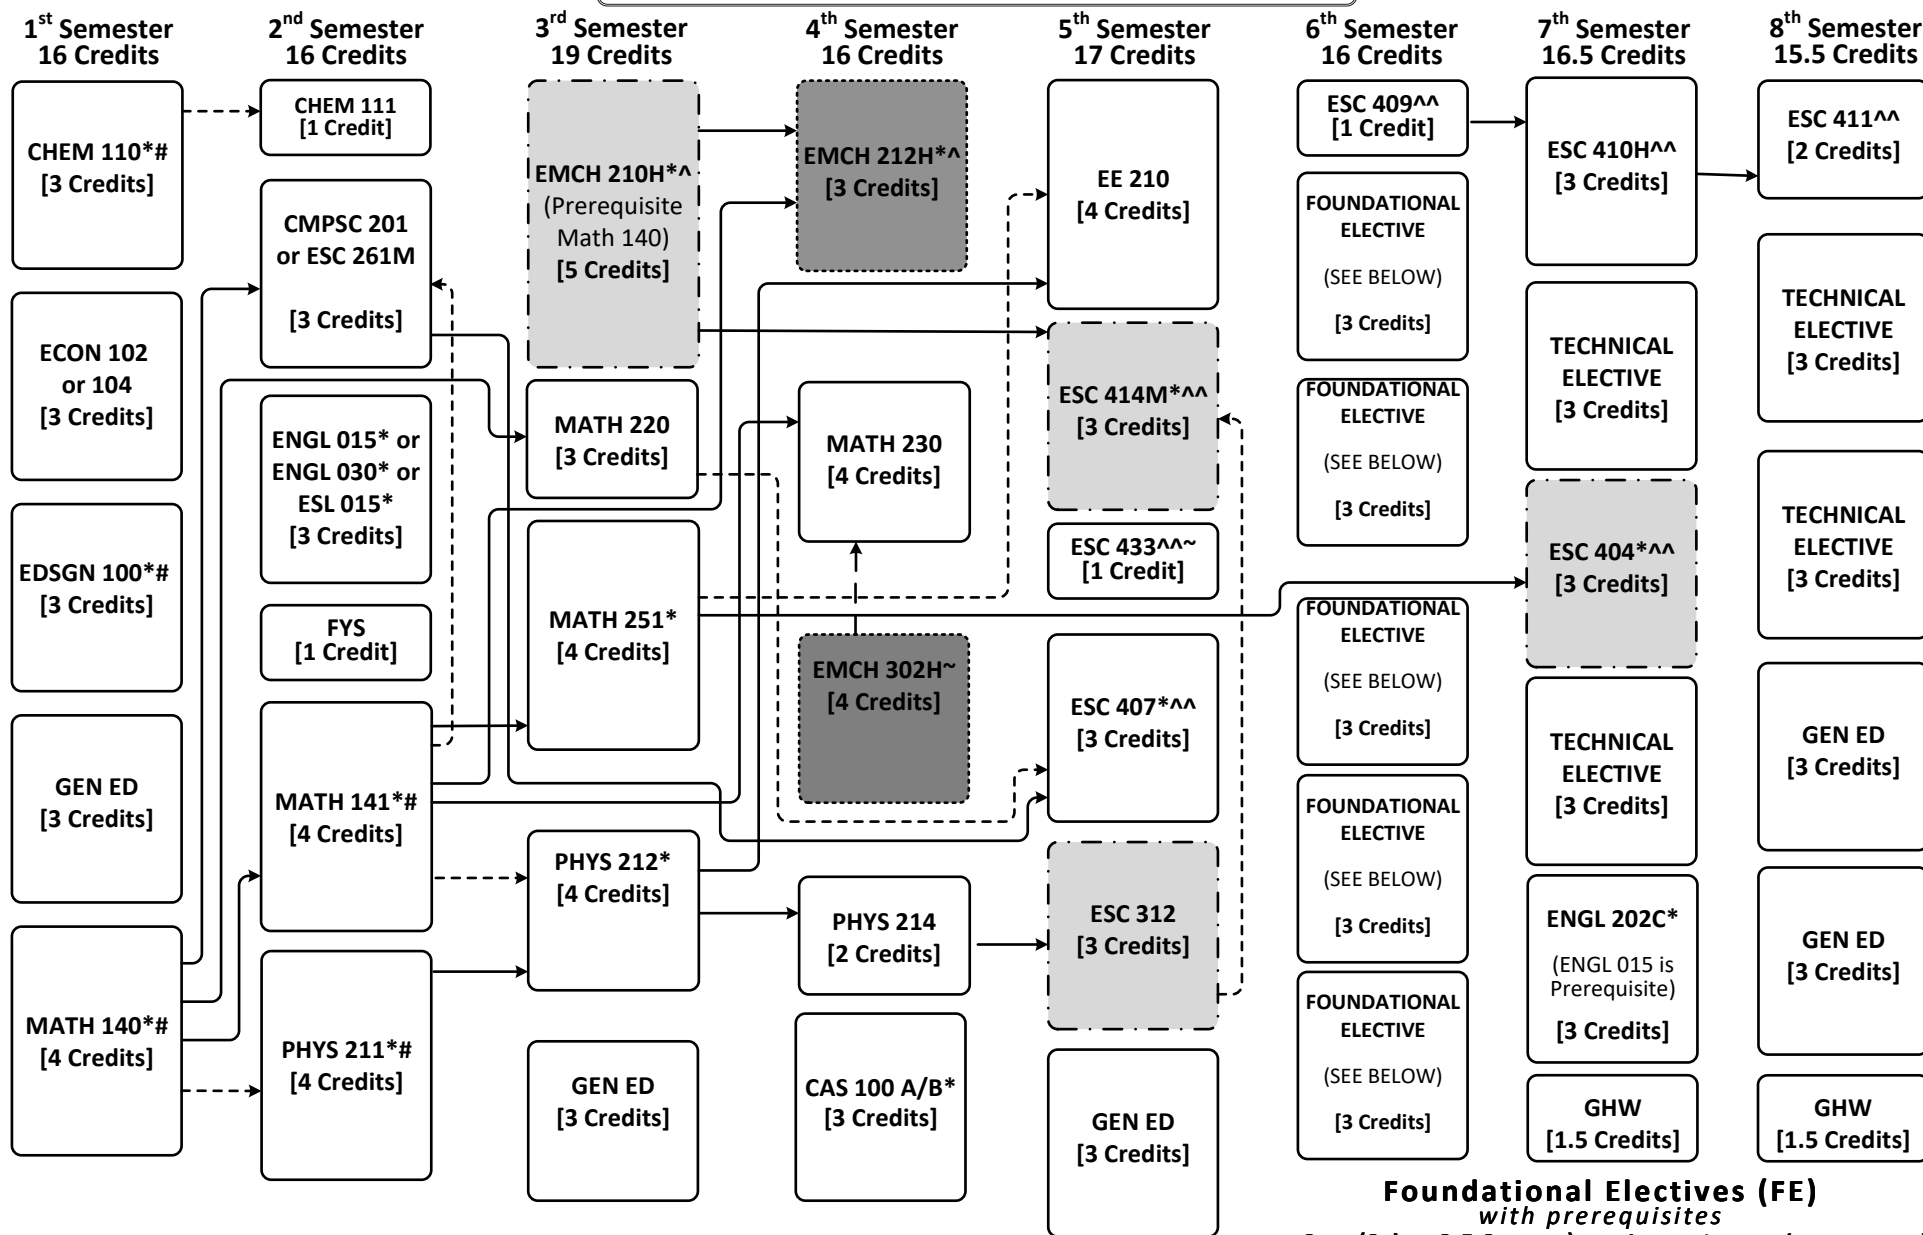 1st Semester
16 Credits
CHEM 110*#
[3 Credits]
ECON 102
or 104
[3 Credits]
EDSGN 100*#
[3 Credits]
GEN ED
[3 Credits]
MATH 140*#
[4 Credits]
2nd Semester
16 Credits
CHEM 111
[1 Credit]
CMPSC 201
or ESC 261M
[3 Credits]
ENGL 015* or
ENGL 030* or
ESL 015*
[3 Credits]
FYS
[1 Credit]
MATH 141*#
[4 Credits]
PHYS 211*#
[4 Credits]
3rd Semester
19 Credits
EMCH 210H*^
(Prerequisite
Math 140)
[5 Credits]
MATH 220
[3 Credits]
MATH 251*
[4 Credits]
PHYS 212*
[4 Credits]
GEN ED
[3 Credits]
4th Semester
16 Credits
EMCH 212H*^
[3 Credits]
MATH 230
[4 Credits]
EMCH 302H~
[4 Credits]
PHYS 214
[2 Credits]
CAS 100 A/B*
[3 Credits]
5th Semester
17 Credits
EE 210
[4 Credits]
ESC 414M*^^
[3 Credits]
ESC 433^^~
[1 Credit]
ESC 407*^^
[3 Credits]
ESC 312
[3 Credits]
GEN ED
[3 Credits]
6th Semester
16 Credits
ESC 409^^
[1 Credit]
FOUNDATIONAL
ELECTIVE
(SEE BELOW)
[3 Credits]
FOUNDATIONAL
ELECTIVE
(SEE BELOW)
[3 Credits]
FOUNDATIONAL
ELECTIVE
(SEE BELOW)
[3 Credits]
FOUNDATIONAL
ELECTIVE
(SEE BELOW)
[3 Credits]
FOUNDATIONAL
ELECTIVE
(SEE BELOW)
[3 Credits]
7th Semester
16.5 Credits
ESC 410H^^
[3 Credits]
TECHNICAL
ELECTIVE
[3 Credits]
ESC 404*^^
[3 Credits]
TECHNICAL
ELECTIVE
[3 Credits]
ENGL 202C*
(ENGL 015 is
Prerequisite)
[3 Credits]
GHW
[1.5 Credits]
8th Semester
15.5 Credits
ESC 411^^
[2 Credits]
TECHNICAL
ELECTIVE
[3 Credits]
TECHNICAL
ELECTIVE
[3 Credits]
GEN ED
[3 Credits]
GEN ED
[3 Credits]
GHW
[1.5 Credits]
Foundational Electives (FE)
with prerequisites